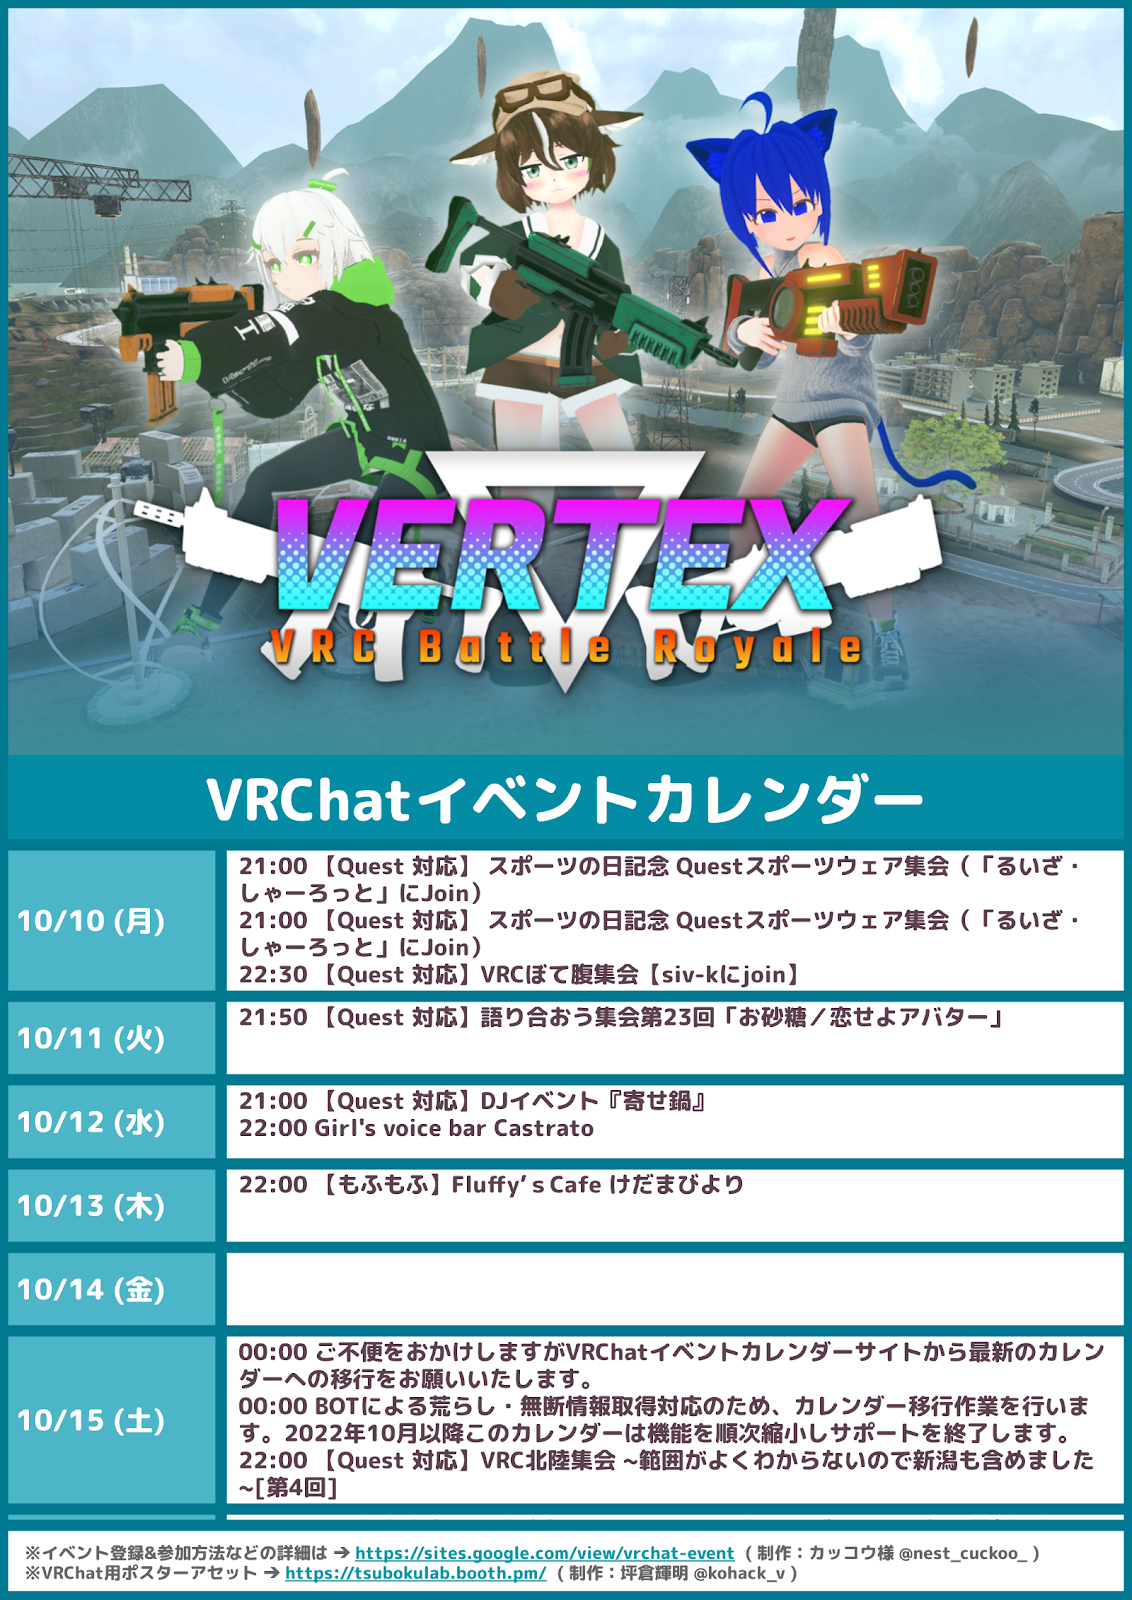 VERTEX
VRC Battle Royale
VRChatイベントカレンダー
10/10 (月)
21:00 【Quest 対応】 スポーツの日記念 Questスポーツウェア集会（「るいざ・
しゃーろっと」にJoin）
21:00 【Quest 対応】 スポーツの日記念 Questスポーツウェア集会（「るいざ・
しゃーろっと」にJoin）
22:30 【Quest 対応】VRCぼて腹集会【siv-kにjoin】
10/11 (火)
21:50 【Quest 対応】語り合おう集会第23回「お砂糖／恋せよアバター」
10/12 (水)
21:00 【Quest 対応】DJイベント『寄せ鍋』
22:00 Girl's voice bar Castrato
10/13 (木)
22:00 【もふもふ】Fluffy’ｓCafe けだまびより
10/14 (金)
10/15 (土)
00:00 ご不便をおかけしますがVRChatイベントカレンダーサイトから最新のカレン
ダーへの移行をお願いいたします。
00:00 BOTによる荒らし・無断情報取得対応のため、カレンダー移行作業を行いま
す。2022年10月以降このカレンダーは機能を順次縮小しサポートを終了します。
22:00 【Quest 対応】VRC北陸集会 ~範囲がよくわからないので新潟も含めました
~[第4回]
※イベント登録&参加方法などの詳細は → https://sites.google.com/view/vrchat-event ( 制作：カッコウ様 @nest_cuckoo_ )
※VRChat用ポスターアセット → https://tsubokulab.booth.pm/ ( 制作：坪倉輝明 @kohack_v )